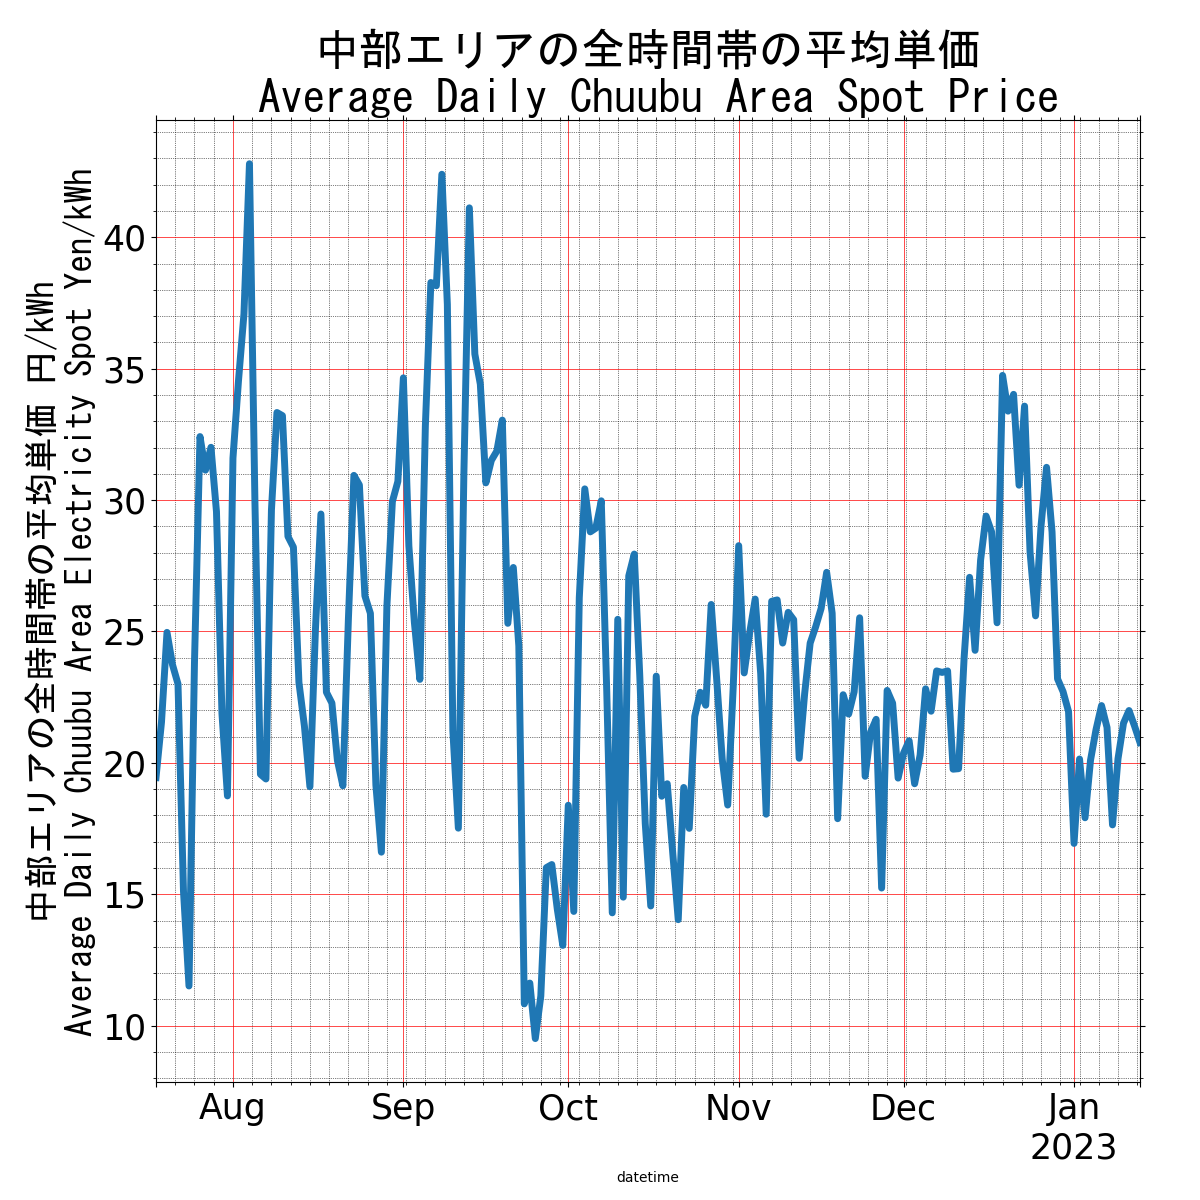 中部エリアの全時間帯の平均単価
Average Daily Chuubu Area Spot Price
中部エリアの全時間帯の平均単価 円/kWh
Average Daily Chuubu Area Electricity Spot Yen/kWh
40
35
30
25
20
15
10
Aug Sep Oct Nov Dec Jan
2023
datetime